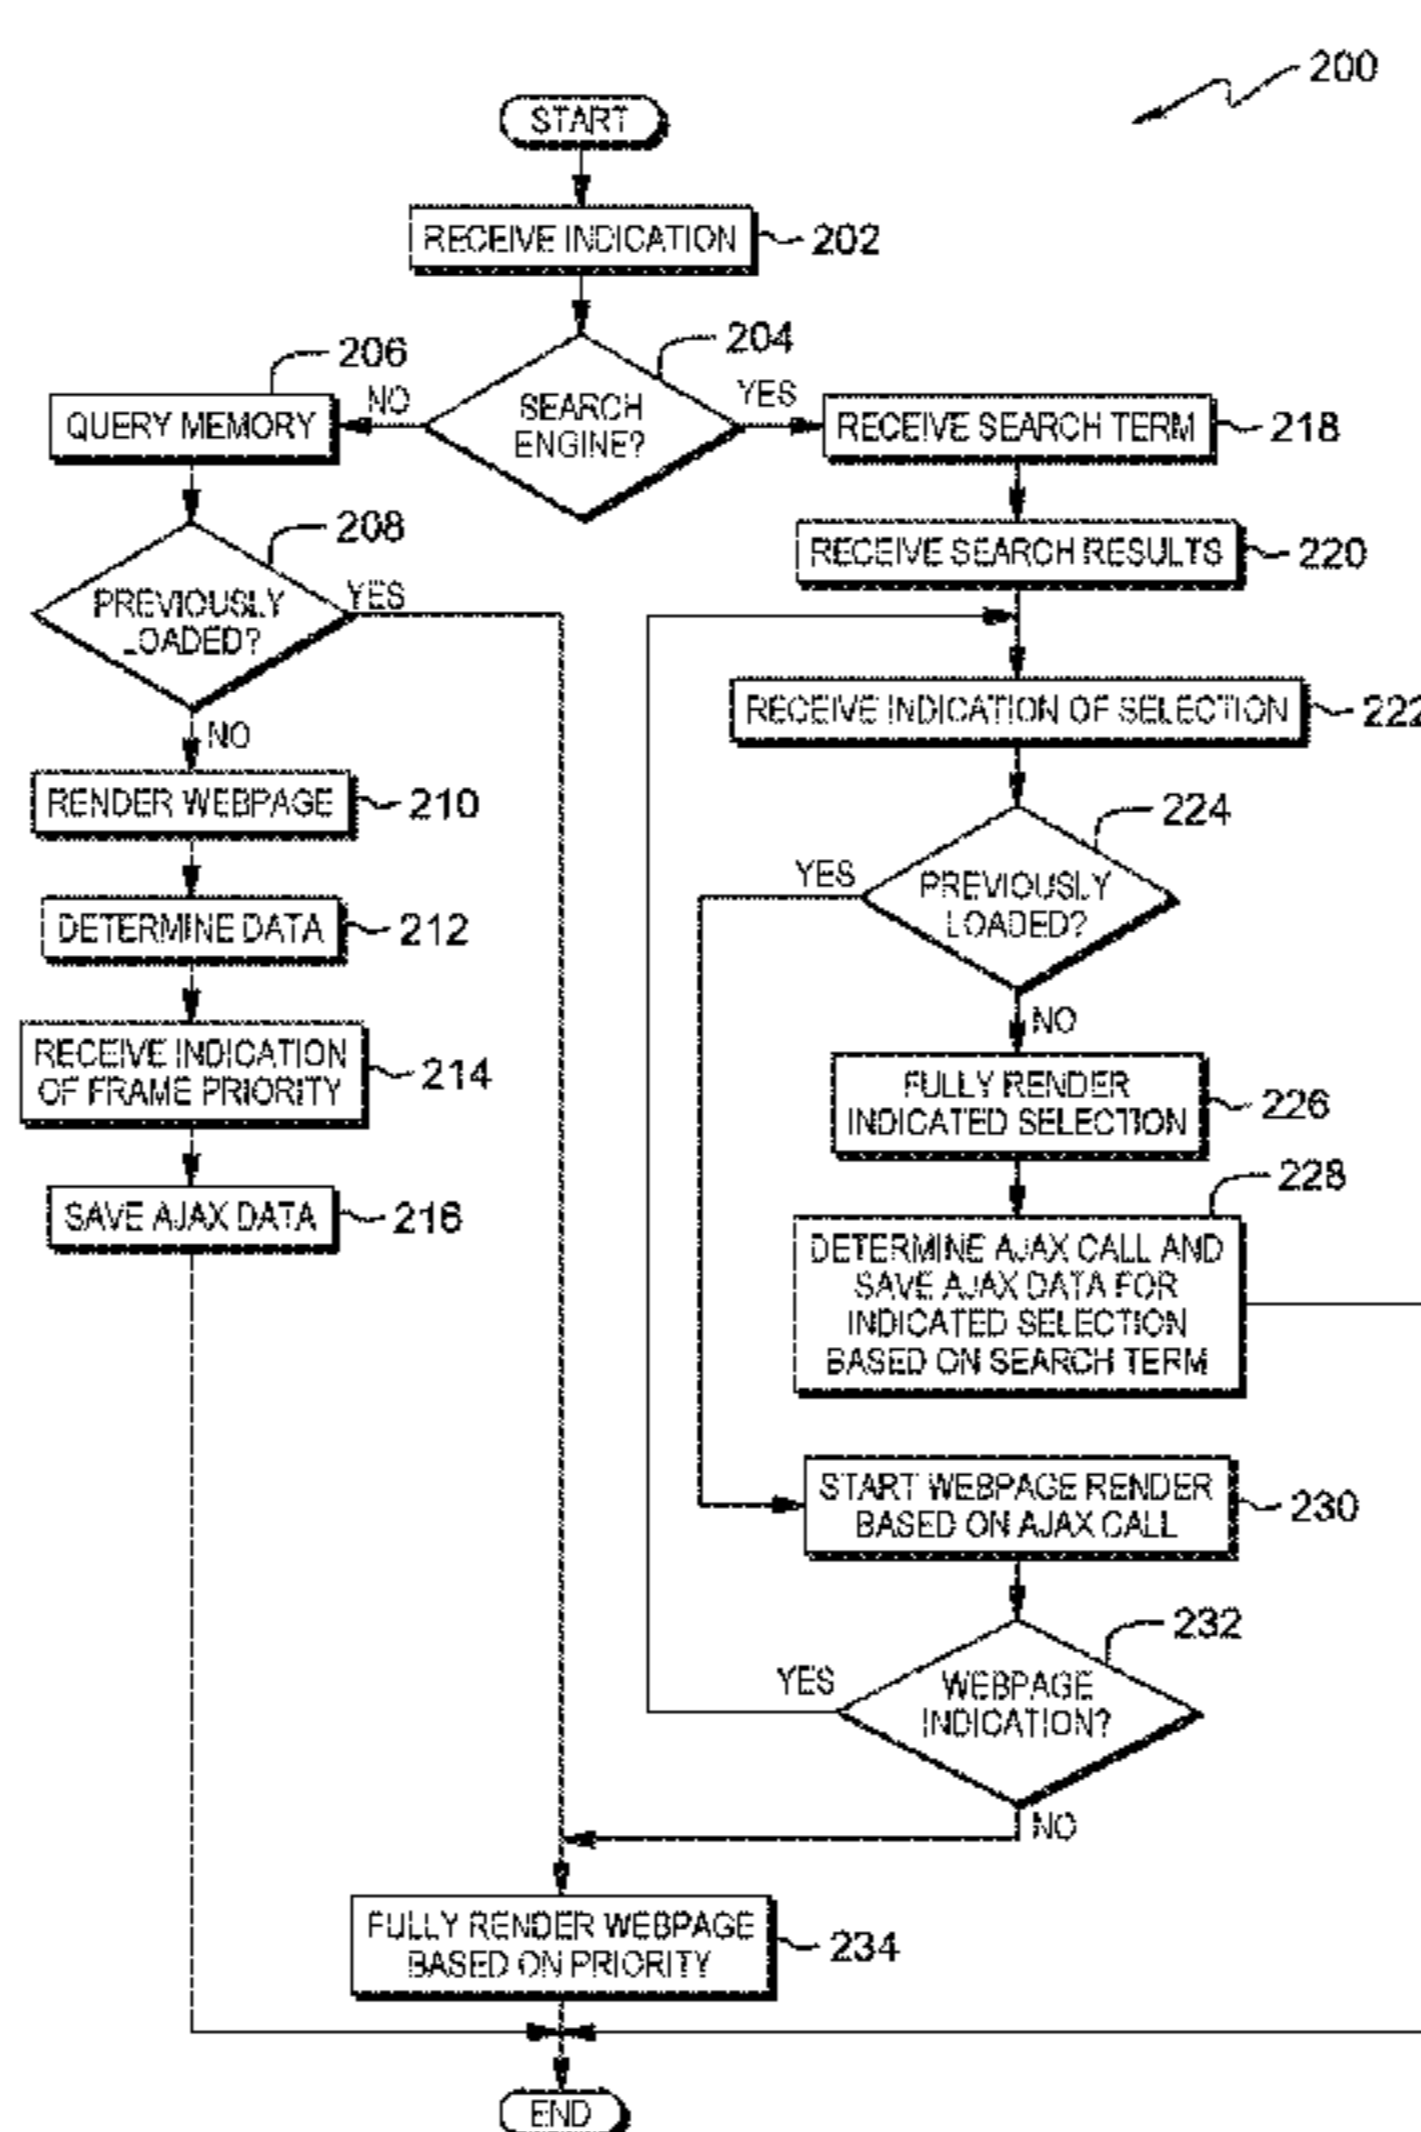 200
START
RECEIVE INDICATION
202
204
SEARCH
ENGINE?
NO
YES
206
QUERY MEMORY
RECEIVE SEARCH TERM
218
208
PREVIOUSLY
LOADED?
YES
NO
RECEIVE SEARCH RESULTS
220
RECEIVE INDICATION OF SELECTION
222
RENDER WEBPAGE
210
224
PREVIOUSLY
LOADED?
YES
NO
DETERMINE DATA
212
RECEIVE INDICATION
OF FRAME PRIORITY
214
FULLY RENDER
INDICATED SELECTION
226
SAVE AJAX DATA
216
228
DETERMINE AJAX CALL AND
SAVE AJAX DATA FOR
INDICATED SELECTION
BASED ON SEARCH TERM
START WEBPAGE RENDER
BASED ON AJAX CALL
230
232
WEBPAGE
INDICATION?
YES
NO
FULLY RENDER WEBPAGE
BASED ON PRIORITY
234
END